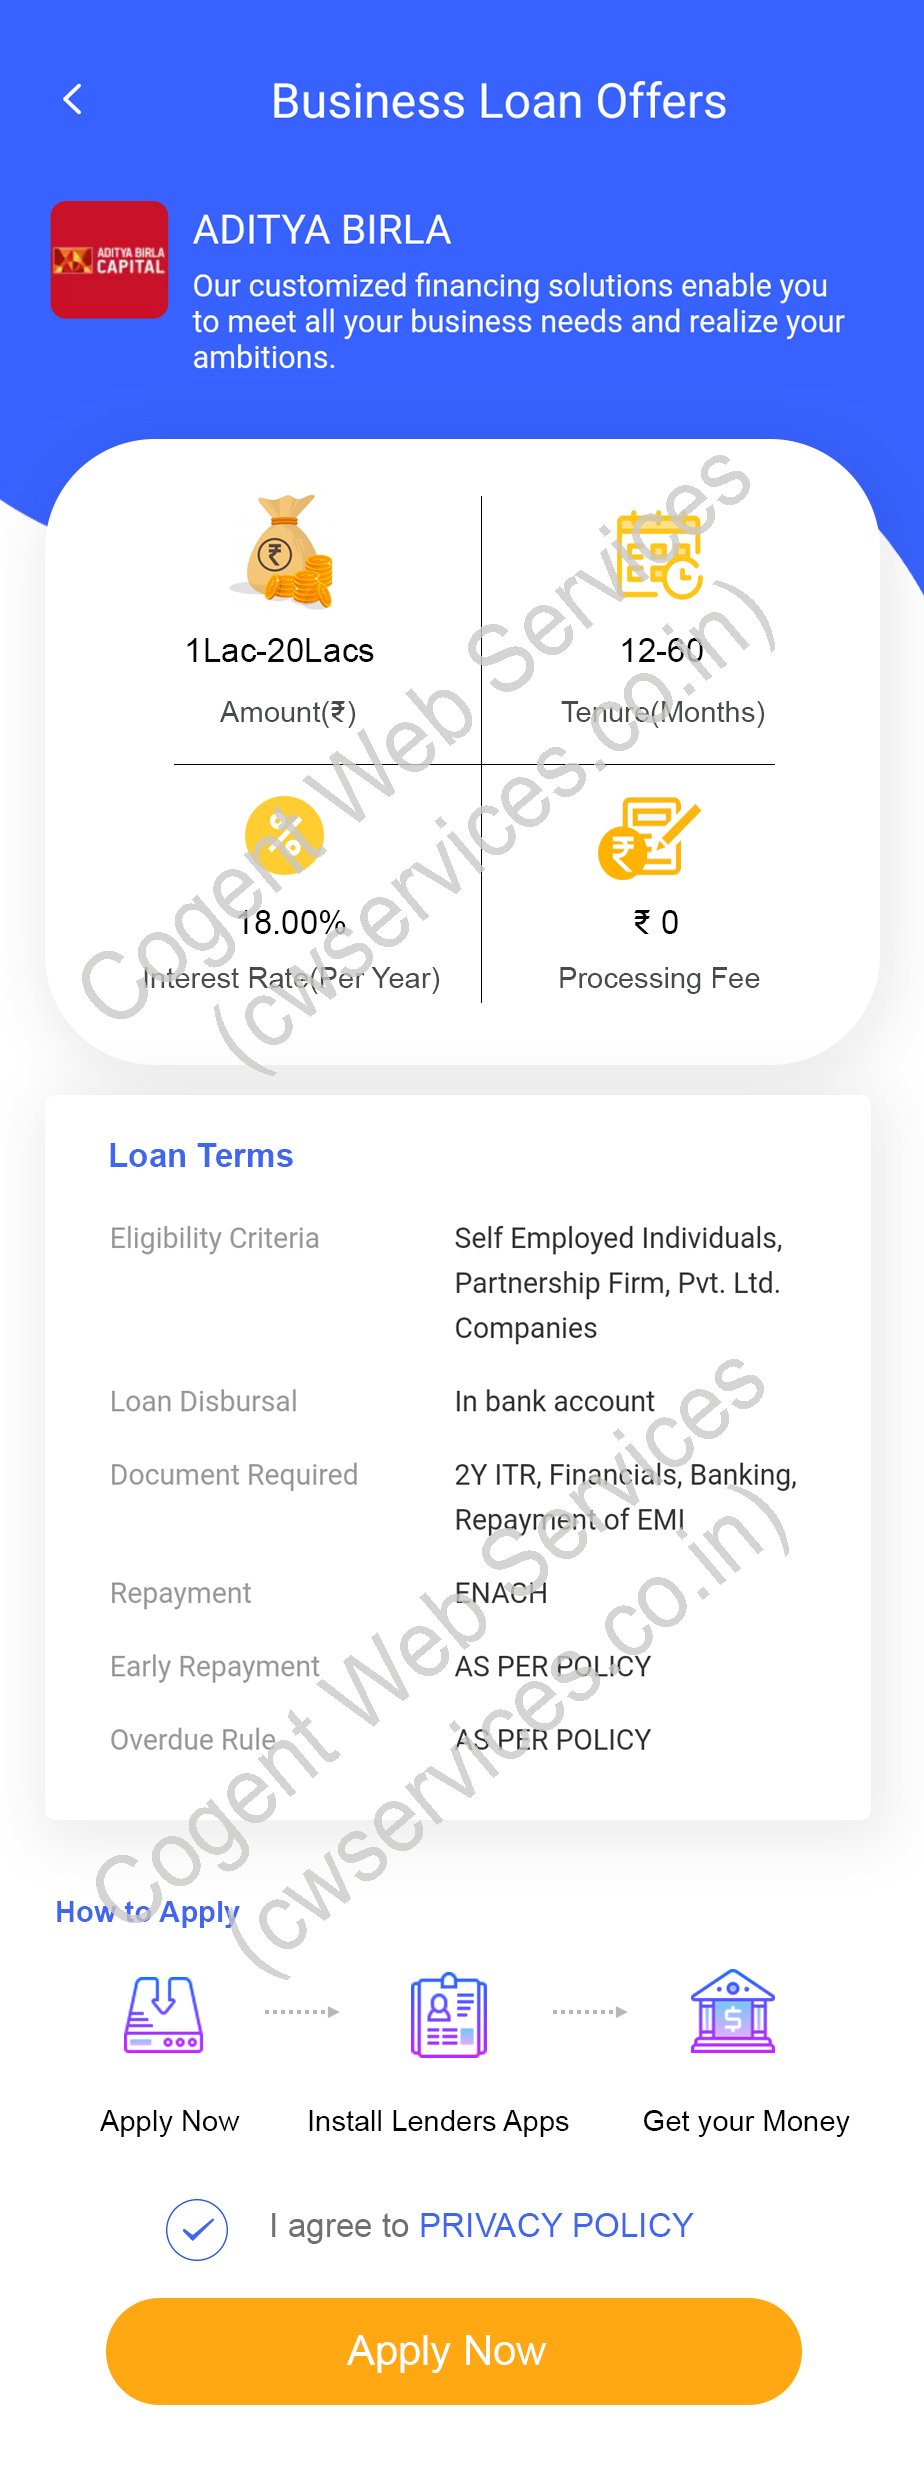 Business Loan Offers
ADITYA BIRLA
CAPITAL
ADITYA BIRLA
Our customized financing solutions enable you
to meet all your business needs and realize your
ambitions.
₹
1Lac-20Lacs
12-60
Amount(₹)
Tenure(Months)
%
₹
18.00%
₹ 0
Interest Rate(Per Year)
Processing Fee
Cogent Web Services
(cwservices.co.in)
Loan Terms
Eligibility Criteria
Self Employed Individuals,
Partnership Firm, Pvt. Ltd.
Companies
Loan Disbursal
In bank account
Document Required
2Y ITR, Financials, Banking,
Repayment of EMI
Repayment
ENACH
Early Repayment
AS PER POLICY
Overdue Rule
AS PER POLICY
Cogent Web Services
(cwservices.co.in)
How to Apply
$
Apply Now
Install Lenders Apps
Get your Money
I agree to PRIVACY POLICY
Apply Now